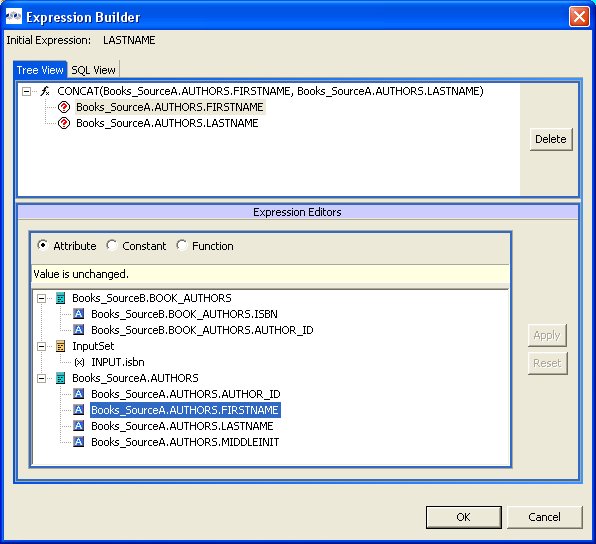 Expression Builder
Initial Expression: LASTNAME
Tree View SQL View
CONCAT(Books_SourceA.AUTHORS.FIRSTNAME, Books_SourceA.AUTHORS.LASTNAME)
Books_SourceA.AUTHORS.FIRSTNAME
Books_SourceA.AUTHORS.LASTNAME
Delete
Expression Editors
Attribute Constant Function
Value is unchanged.
Books_SourceB.BOOK_AUTHORS
A Books_SourceB.BOOK_AUTHORS.ISBN
A Books_SourceB.BOOK_AUTHORS.AUTHOR_ID
InputSet
(x) INPUT.isbn
Books_SourceA.AUTHORS
A Books_SourceA.AUTHORS.AUTHOR_ID
A Books_SourceA.AUTHORS.FIRSTNAME
A Books_SourceA.AUTHORS.LASTNAME
A Books_SourceA.AUTHORS.MIDDLEINIT
Apply
Reset
OK Cancel